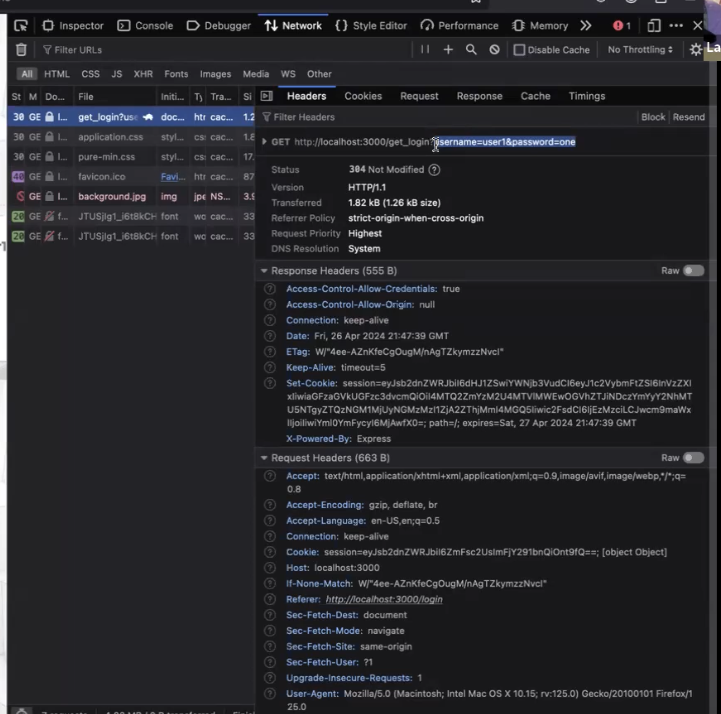 Inspector Console Debugger Network Style Editor Performance Memory 1
Filter URLs Disable Cache No Throttling
All HTML CSS JS XHR Fonts Images Media WS Other
St M Do... File Initi... Ty Tra... Si
Headers Cookies Request Response Cache Timings
30 GE get_login?use doc... htr cac... 1.2
Filter Headers Block Resend
30 GE application.css styl... cs: cac... 1.8
GET http://localhost:3000/get_login?username=user1&password=one
30 GE pure-min.css styl... cs: cac... 17.
40 GE favicon.ico Favi... htr cac... 87
GE background.jpg img jpe NS... 3.9
20 GE f... JTUSjIg1_i6t8kCH font wc cac... 33
20 GE f... JTUSjIg1_i6t8kCH font wc cac... 33
Status 304 Not Modified
Version HTTP/1.1
Transferred 1.82 kB (1.26 kB size)
Referrer Policy strict-origin-when-cross-origin
Request Priority Highest
DNS Resolution System
Response Headers (555 B) Raw
Access-Control-Allow-Credentials: true
Access-Control-Allow-Origin: null
Connection: keep-alive
Date: Fri, 26 Apr 2024 21:47:39 GMT
ETag: W/"4ee-AZnKfeCgOugM/nAgTZkymzzNvcI"
Keep-Alive: timeout=5
Set-Cookie:
path=/; expires=Sat, 27 Apr 2024 21:47:39 GMT
X-Powered-By: Express
Request Headers (663 B) Raw
Accept: text/html,application/xhtml+xml,application/xml;q=0.9,image/avif,image/webp,*/*;q=
0.8
Accept-Encoding: gzip, deflate, br
Accept-Language: en-US,en;q=0.5
Connection: keep-alive
Cookie: session=eyJsb2dnZWRJbiI6ZmFsc2UsImFjY291bnQiOnt9fQ==; [object Object]
Host: localhost:3000
If-None-Match: W/"4ee-AZnKfeCgOugM/nAgTZkymzzNvcI"
Referer: http://localhost:3000/login
Sec-Fetch-Dest: document
Sec-Fetch-Mode: navigate
Sec-Fetch-Site: same-origin
Sec-Fetch-User: ?1
Upgrade-Insecure-Requests: 1
User-Agent: Mozilla/5.0 (Macintosh; Intel Mac OS X 10.15; rv:125.0) Gecko/20100101 Firefox/1
25.0
La